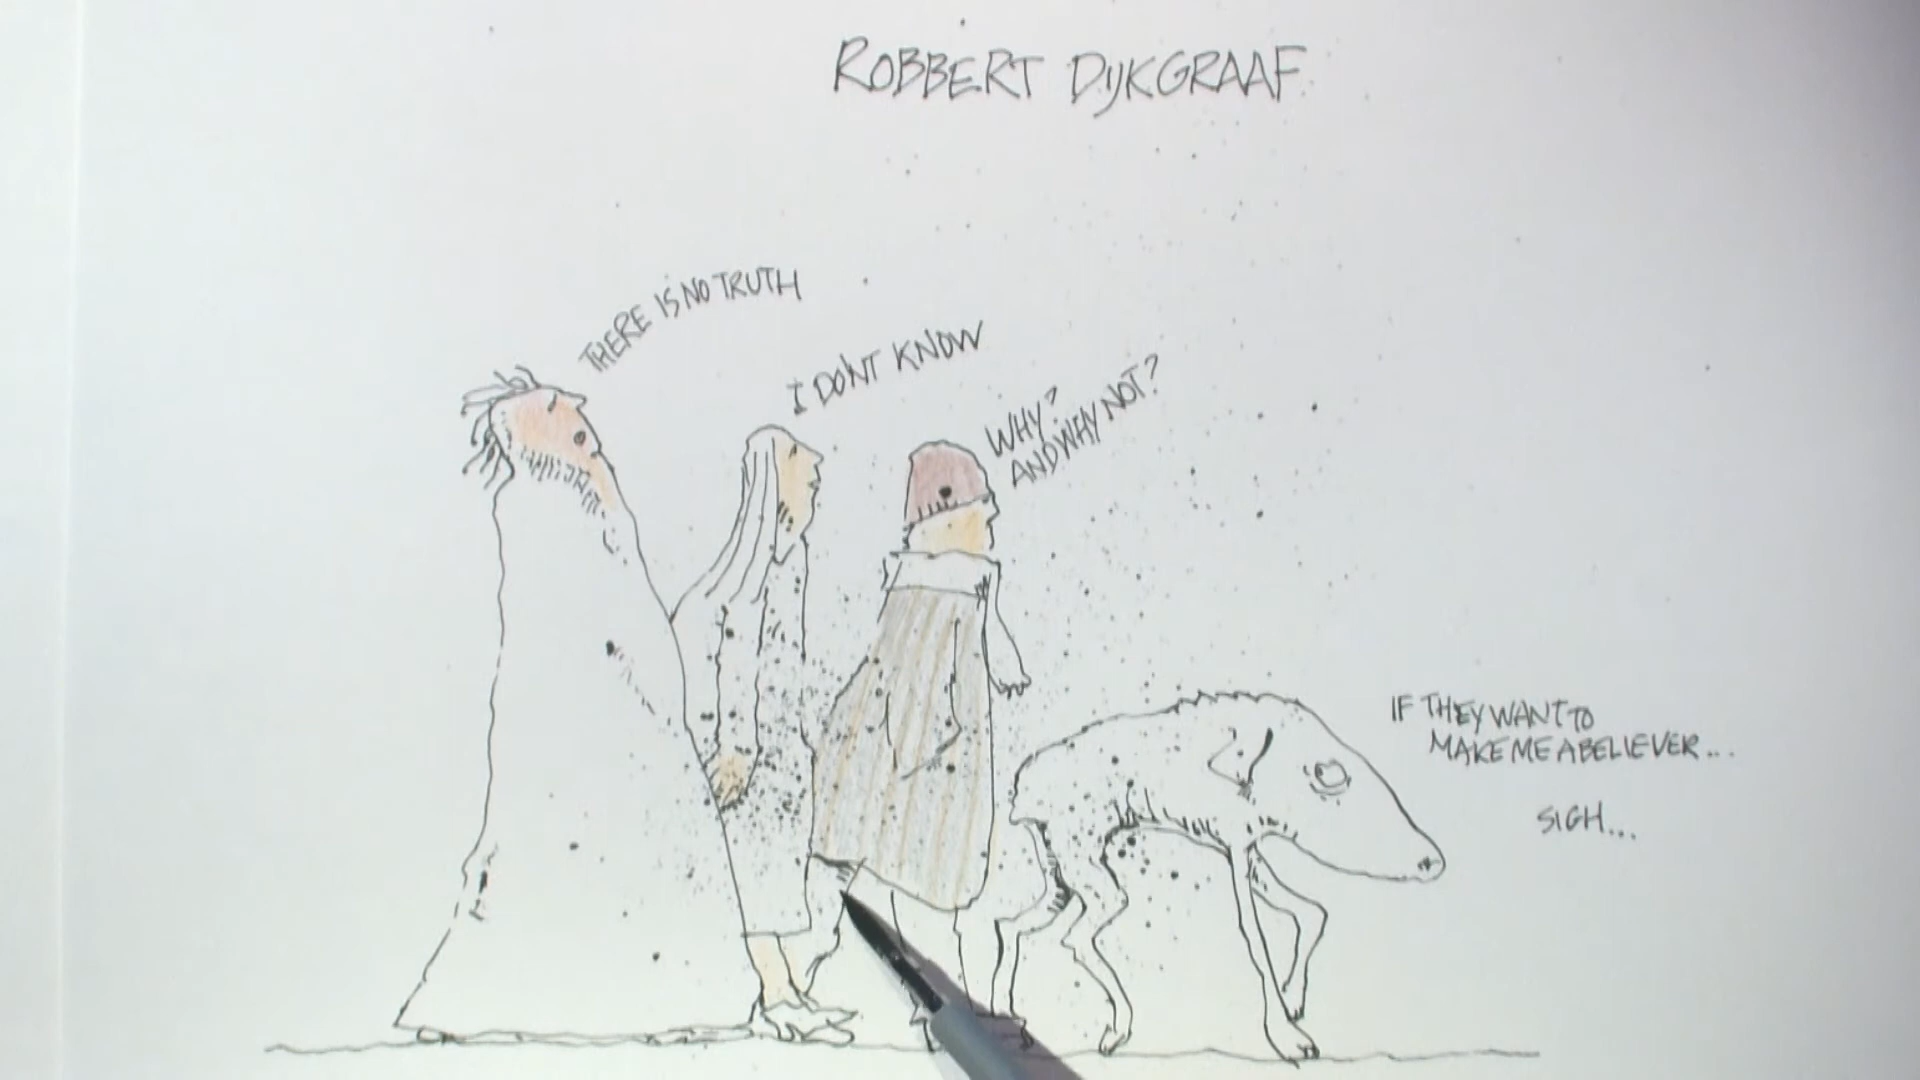 ROBBERT DIJKGRAAF
THERE IS NO TRUTH
I DON'T KNOW
WHY?
AND WHY NOT?
IF THEY WANT TO
MAKE ME A BELIEVER...
SIGH...